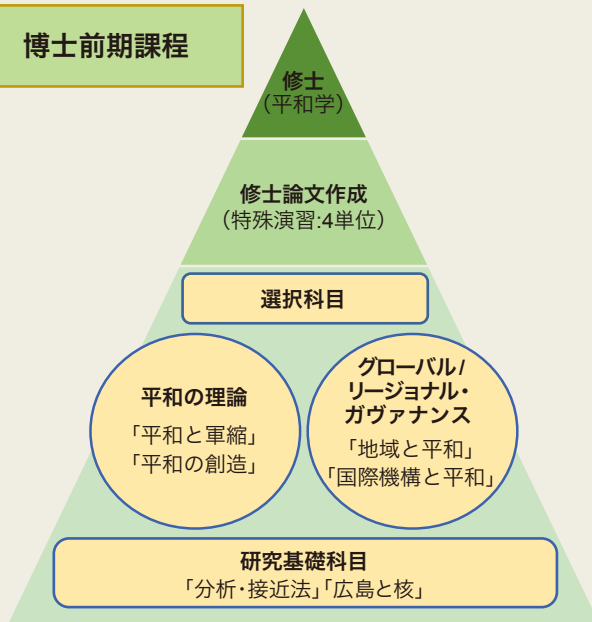 博士前期課程
修士
(平和学)
修士論文作成
(特殊演習:4単位)
選択科目
平和の理論
「平和と軍縮」
「平和の創造」
グローバル/
リージョナル・
ガヴァナンス
「地域と平和」
「国際機構と平和」
研究基礎科目
「分析・接近法」「広島と核」